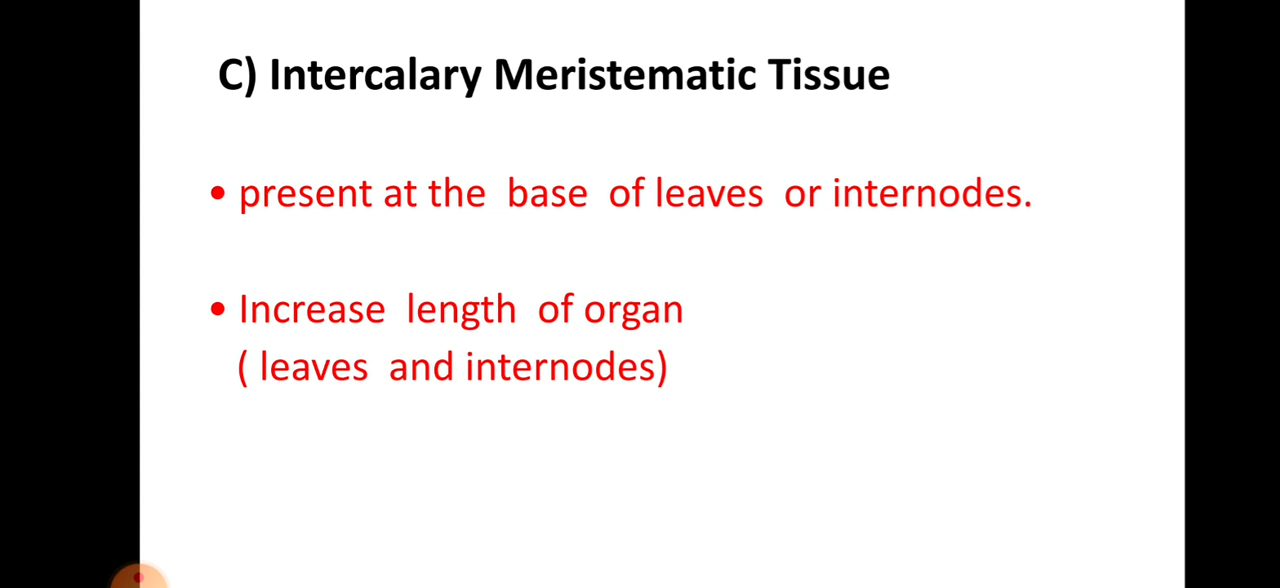 C) Intercalary Meristematic Tissue
• present at the base of leaves or internodes.
• Increase length of organ
( leaves and internodes)